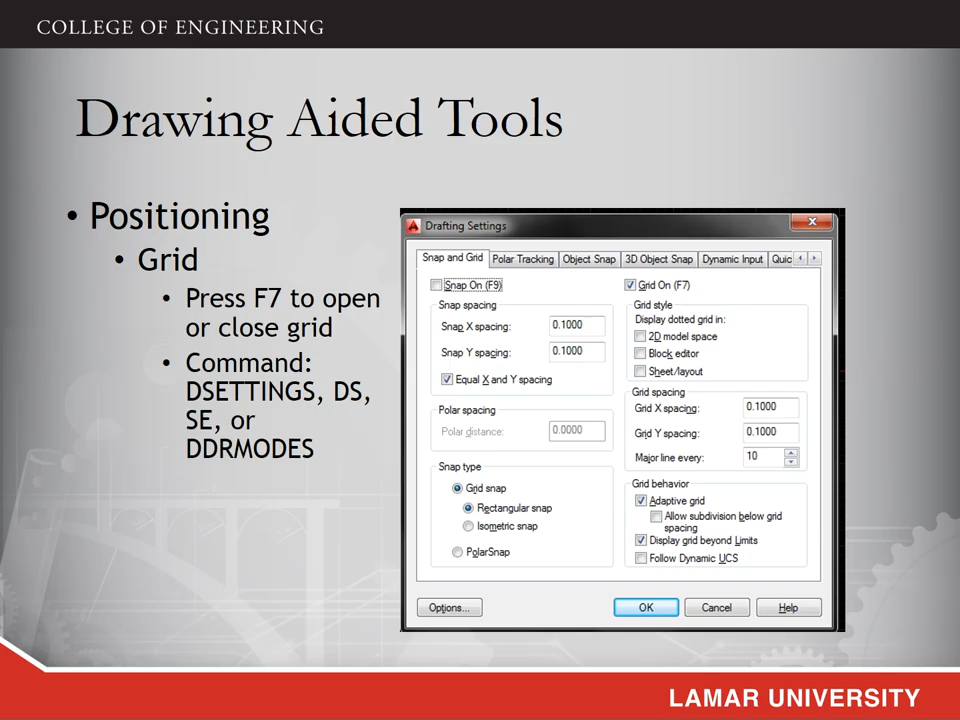 COLLEGE OF ENGINEERING
Drawing Aided Tools
• Positioning
• Grid
• Press F7 to open
or close grid
• Command:
DSETTINGS, DS,
SE, or
DDRMODES
Drafting Settings
Snap and Grid Polar Tracking Object Snap 3D Object Snap Dynamic Input Quic
Snap On (F9)
Snap spacing
Snap X spacing: 0.1000
Snap Y spacing: 0.1000
Equal X and Y spacing
Polar spacing
Polar distance: 0.0000
Snap type
Grid snap
Rectangular snap
Isometric snap
PolarSnap
Grid On (F7)
Grid style
Display dotted grid in:
2D model space
Block editor
Sheet/layout
Grid spacing
Grid X spacing: 0.1000
Grid Y spacing: 0.1000
Major line every: 10
Grid behavior
Adaptive grid
Allow subdivision below grid
spacing
Display grid beyond Limits
Follow Dynamic UCS
Options... OK Cancel Help
LAMAR UNIVERSITY